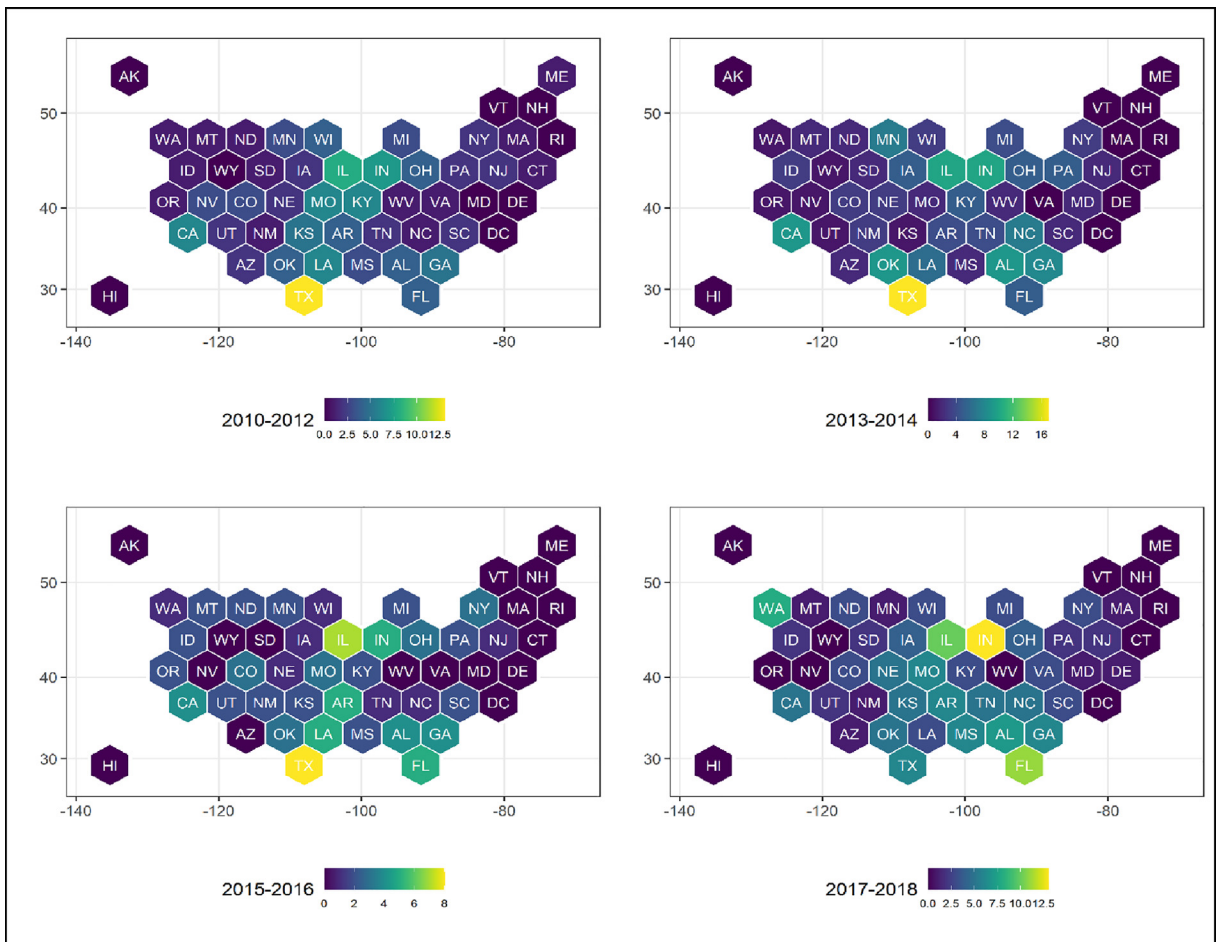 AK ME
VT NH
50
WA MT ND MN WI MI NY MA RI
ID WY SD IA IL IN OH PA NJ CT
40
OR NV CO NE MO KY WV VA MD DE
CA UT NM KS AR TN NC SC DC
AZ OK LA MS AL GA
30
HI TX FL
-140 -120 -100 -80
2010-2012
0.0 2.5 5.0 7.5 10.0 12.5
AK ME
VT NH
50
WA MT ND MN WI MI NY MA RI
ID WY SD IA IL IN OH PA NJ CT
40
OR NV CO NE MO KY WV VA MD DE
CA UT NM KS AR TN NC SC DC
AZ OK LA MS AL GA
30
HI TX FL
-140 -120 -100 -80
2013-2014
0 4 8 12 16
AK ME
VT NH
50
WA MT ND MN WI MI NY MA RI
ID WY SD IA IL IN OH PA NJ CT
40
OR NV CO NE MO KY WV VA MD DE
CA UT NM KS AR TN NC SC DC
AZ OK LA MS AL GA
30
HI TX FL
-140 -120 -100 -80
2015-2016
0 2 4 6 8
AK ME
VT NH
50
WA MT ND MN WI MI NY MA RI
ID WY SD IA IL IN OH PA NJ CT
40
OR NV CO NE MO KY WV VA MD DE
CA UT NM KS AR TN NC SC DC
AZ OK LA MS AL GA
30
HI TX FL
-140 -120 -100 -80
2017-2018
0.0 2.5 5.0 7.5 10.0 12.5